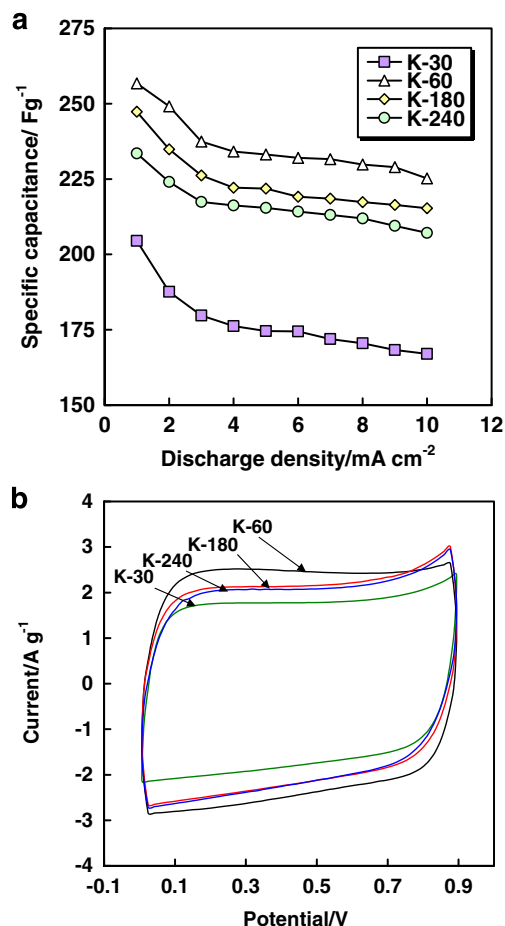 a
275
250
225
200
175
150
0
2
4
6
8
10
12
Specific capacitance/ Fg⁻¹
Discharge density/mA cm⁻²
K-30
K-60
K-180
K-240
b
4
3
2
1
0
-1
-2
-3
-4
-0.1
0.1
0.3
0.5
0.7
0.9
Current/A g⁻¹
Potential/V
K-60
K-180
K-240
K-30